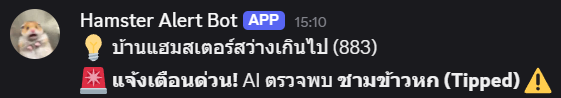 Hamster Alert Bot APP 15:10
💡 บ้านแฮมสเตอร์สว่างเกินไป (883)
🚨 แจ้งเตือนด่วน! AI ตรวจพบ ชามข้าวหก (Tipped) ⚠️